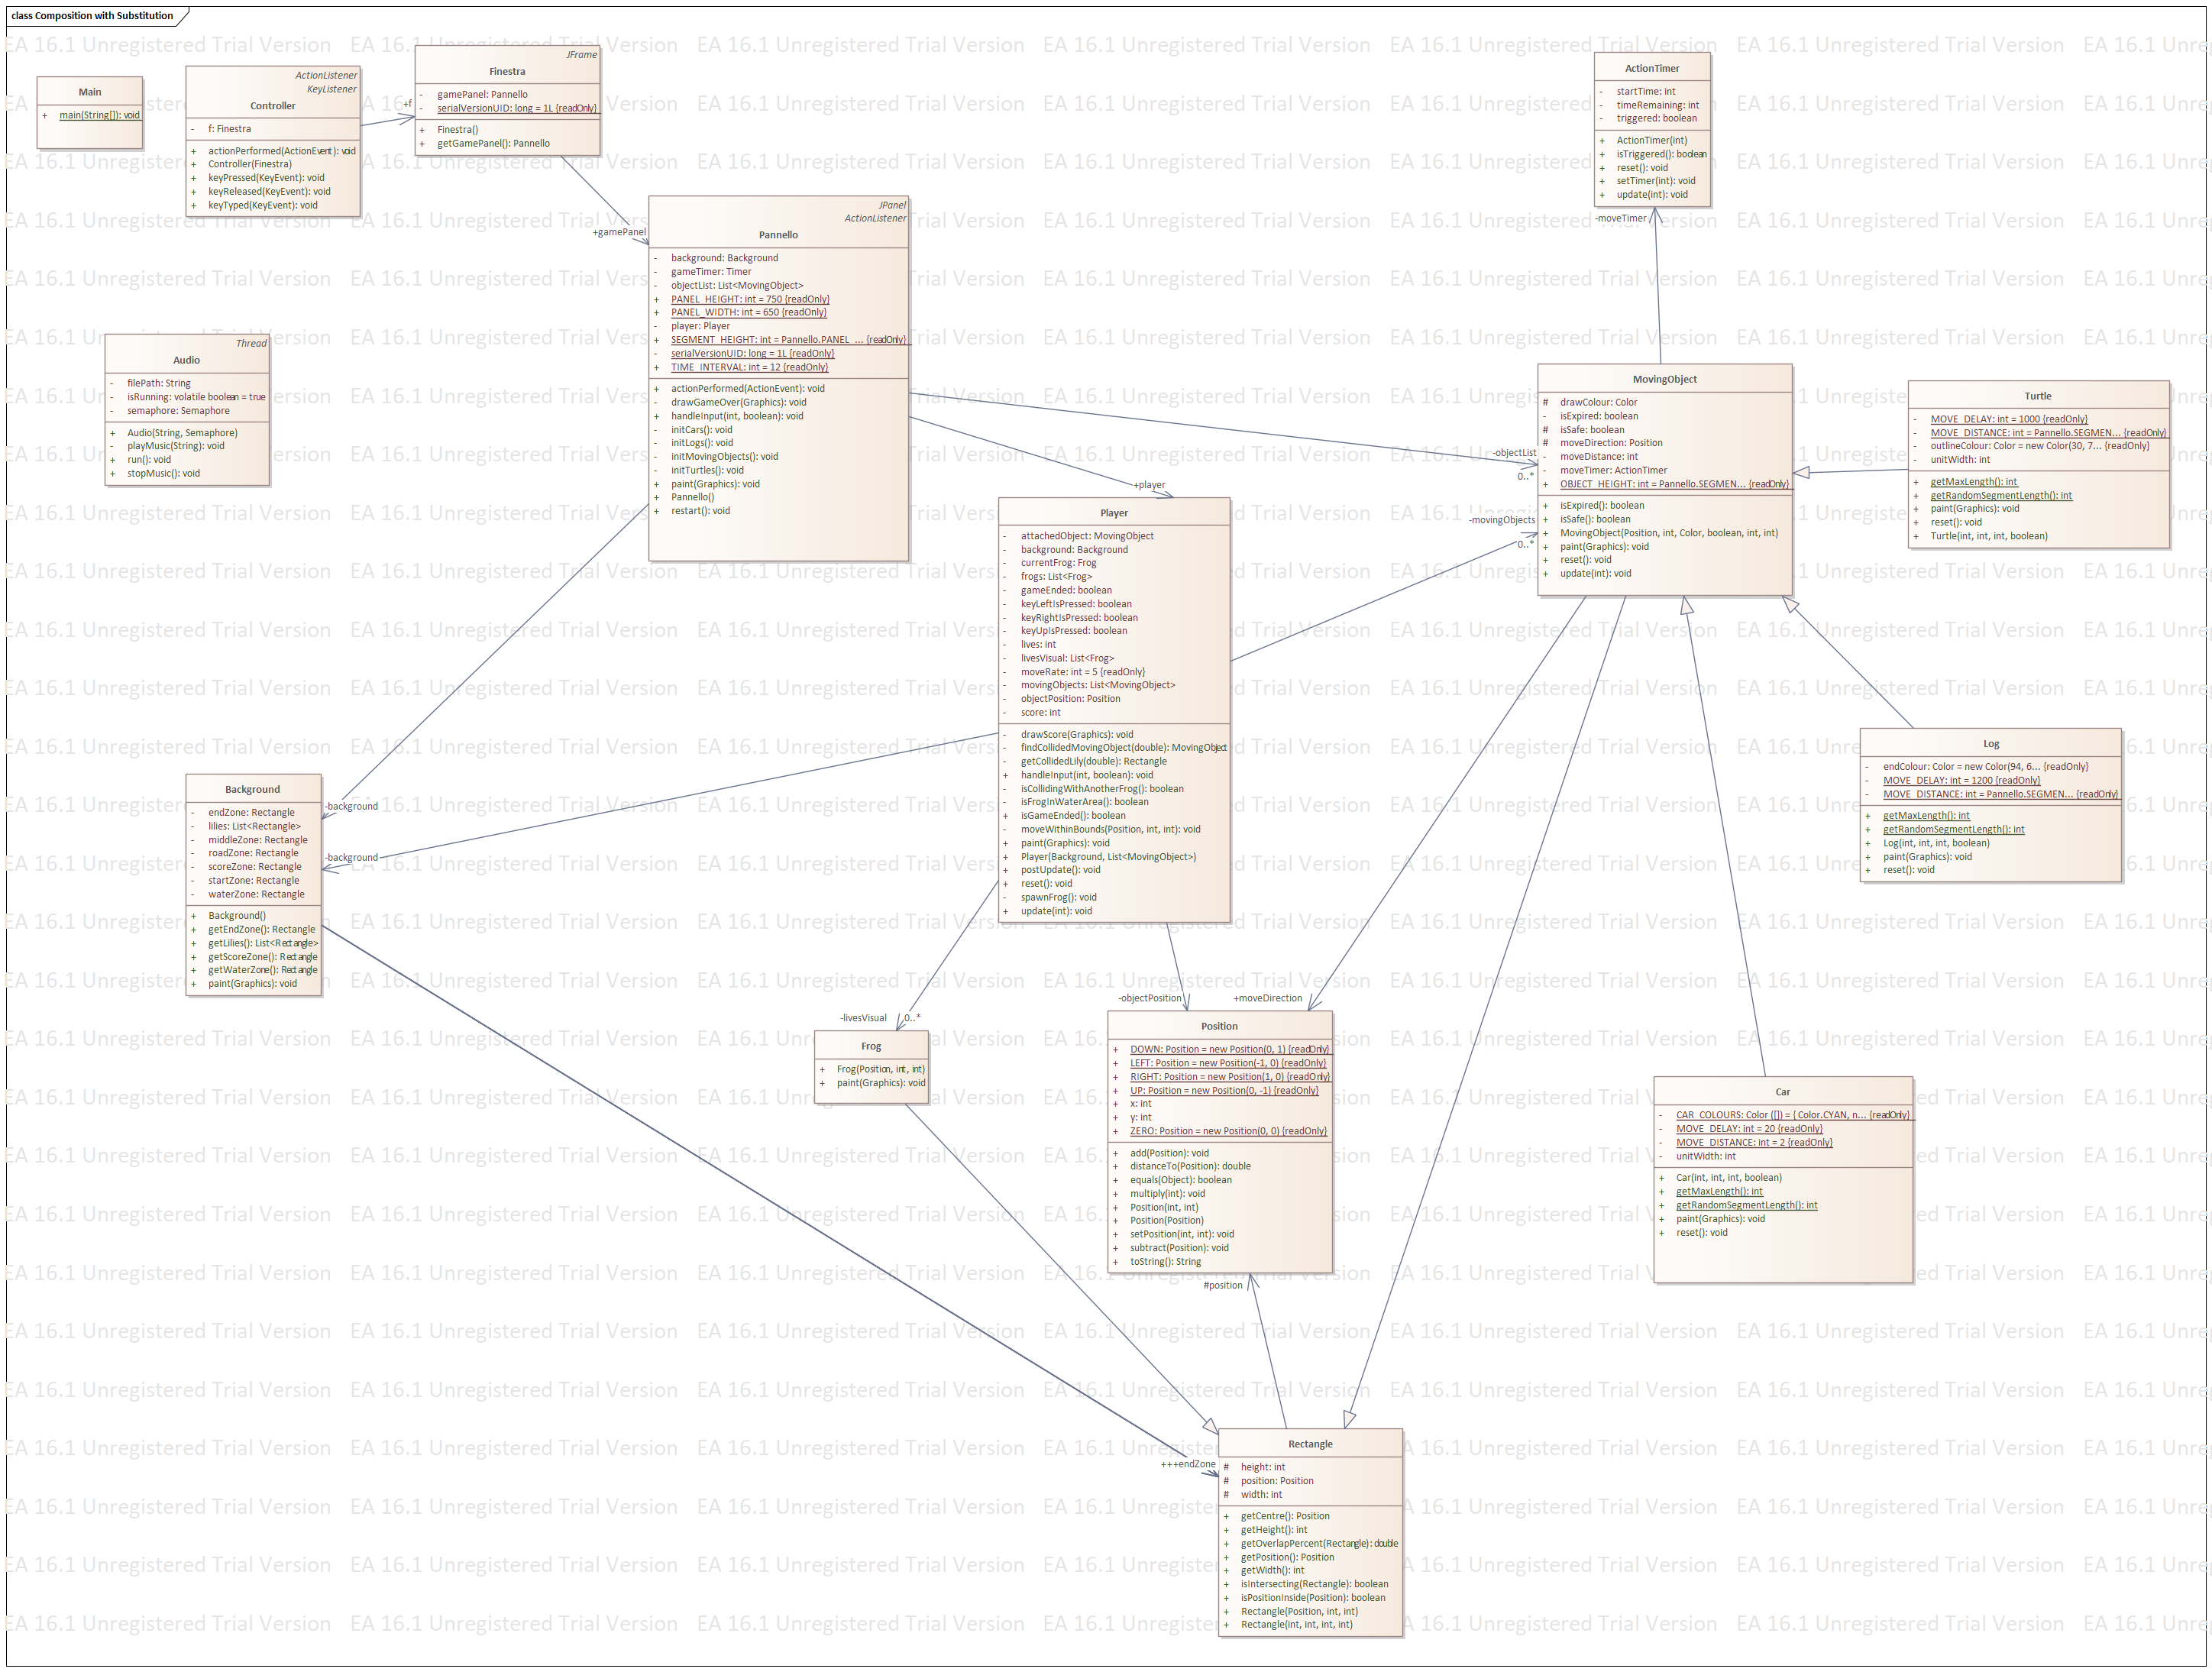 class Composition with Substitution
EA 16.1 Unregistered Trial Version
Main
+ main(String[]): void
ActionListener
KeyListener
Controller
- f: Finestra
+ actionPerformed(ActionEvent): void
+ Controller(Finestra)
+ keyPressed(KeyEvent): void
+ keyReleased(KeyEvent): void
+ keyTyped(KeyEvent): void
+f
JFrame
Finestra
- gamePanel: Pannello
- serialVersionUID: long = 1L {readOnly}
+ Finestra()
+ getGamePanel(): Pannello
+gamePanel
JPanel
ActionListener
Pannello
- background: Background
- gameTimer: Timer
- objectList: List<MovingObject>
+ PANEL_HEIGHT: int = 750 {readOnly}
+ PANEL_WIDTH: int = 650 {readOnly}
- player: Player
+ SEGMENT_HEIGHT: int = Pannello.PANEL_... {readOnly}
- serialVersionUID: long = 1L {readOnly}
+ TIME_INTERVAL: int = 12 {readOnly}
+ actionPerformed(ActionEvent): void
- drawGameOver(Graphics): void
+ handleInput(int, boolean): void
- initCars(): void
- initLogs(): void
- initMovingObjects(): void
- initTurtles(): void
+ paint(Graphics): void
+ Pannello()
+ restart(): void
ActionTimer
- startTime: int
- timeRemaining: int
- triggered: boolean
+ ActionTimer(int)
+ isTriggered(): boolean
+ reset(): void
+ setTimer(int): void
+ update(int): void
-moveTimer
Thread
Audio
- filePath: String
- isRunning: volatile boolean = true
- semaphore: Semaphore
+ Audio(String, Semaphore)
- playMusic(String): void
+ run(): void
+ stopMusic(): void
MovingObject
# drawColour: Color
- isExpired: boolean
# isSafe: boolean
# moveDirection: Position
- moveDistance: int
- moveTimer: ActionTimer
+ OBJECT_HEIGHT: int = Pannello.SEGMEN... {readOnly}
+ isExpired(): boolean
+ isSafe(): boolean
+ MovingObject(Position, int, Color, boolean, int, int)
+ paint(Graphics): void
+ reset(): void
+ update(int): void
-objectList
0..*
-movingObjects
0..*
Turtle
- MOVE_DELAY: int = 1000 {readOnly}
- MOVE_DISTANCE: int = Pannello.SEGMEN... {readOnly}
- outlineColour: Color = new Color(30, 7... {readOnly}
- unitWidth: int
+ getMaxLength(): int
+ getRandomSegmentLength(): int
+ paint(Graphics): void
+ reset(): void
+ Turtle(int, int, int, boolean)
+player
Player
- attachedObject: MovingObject
- background: Background
- currentFrog: Frog
- frogs: List<Frog>
- gameEnded: boolean
- keyLeftIsPressed: boolean
- keyRightIsPressed: boolean
- keyUpIsPressed: boolean
- lives: int
- livesVisual: List<Frog>
- moveRate: int = 5 {readOnly}
- movingObjects: List<MovingObject>
- objectPosition: Position
- score: int
- drawScore(Graphics): void
- findCollidedMovingObject(double): MovingObject
- getCollidedLily(double): Rectangle
+ handleInput(int, boolean): void
- isCollidingWithAnotherFrog(): boolean
- isFrogInWaterArea(): boolean
+ isGameEnded(): boolean
- moveWithinBounds(Position, int, int): void
+ paint(Graphics): void
+ Player(Background, List<MovingObject>)
+ postUpdate(): void
+ reset(): void
- spawnFrog(): void
+ update(int): void
Log
- endColour: Color = new Color(94, 6... {readOnly}
- MOVE_DELAY: int = 1200 {readOnly}
- MOVE_DISTANCE: int = Pannello.SEGMEN... {readOnly}
+ getMaxLength(): int
+ getRandomSegmentLength(): int
+ Log(int, int, int, boolean)
+ paint(Graphics): void
+ reset(): void
Background
- endZone: Rectangle
- lilies: List<Rectangle>
- middleZone: Rectangle
- roadZone: Rectangle
- scoreZone: Rectangle
- startZone: Rectangle
- waterZone: Rectangle
+ Background()
+ getEndZone(): Rectangle
+ getLilies(): List<Rectangle>
+ getScoreZone(): Rectangle
+ getWaterZone(): Rectangle
+ paint(Graphics): void
-background
-background
-livesVisual
0..*
Frog
+ Frog(Position, int, int)
+ paint(Graphics): void
-objectPosition
+moveDirection
Position
+ DOWN: Position = new Position(0, 1) {readOnly}
+ LEFT: Position = new Position(-1, 0) {readOnly}
+ RIGHT: Position = new Position(1, 0) {readOnly}
+ UP: Position = new Position(0, -1) {readOnly}
+ x: int
+ y: int
+ ZERO: Position = new Position(0, 0) {readOnly}
+ add(Position): void
+ distanceTo(Position): double
+ equals(Object): boolean
+ multiply(int): void
+ Position(int, int)
+ Position(Position)
+ setPosition(int, int): void
+ subtract(Position): void
+ toString(): String
#position
Car
- CAR_COLOURS: Color ([]) = { Color.CYAN, n... {readOnly}
- MOVE_DELAY: int = 20 {readOnly}
- MOVE_DISTANCE: int = 2 {readOnly}
- unitWidth: int
+ Car(int, int, int, boolean)
+ getMaxLength(): int
+ getRandomSegmentLength(): int
+ paint(Graphics): void
+ reset(): void
+++endZone
Rectangle
# height: int
# position: Position
# width: int
+ getCentre(): Position
+ getHeight(): int
+ getOverlapPercent(Rectangle): double
+ getPosition(): Position
+ getWidth(): int
+ isIntersecting(Rectangle): boolean
+ isPositionInside(Position): boolean
+ Rectangle(Position, int, int)
+ Rectangle(int, int, int, int)